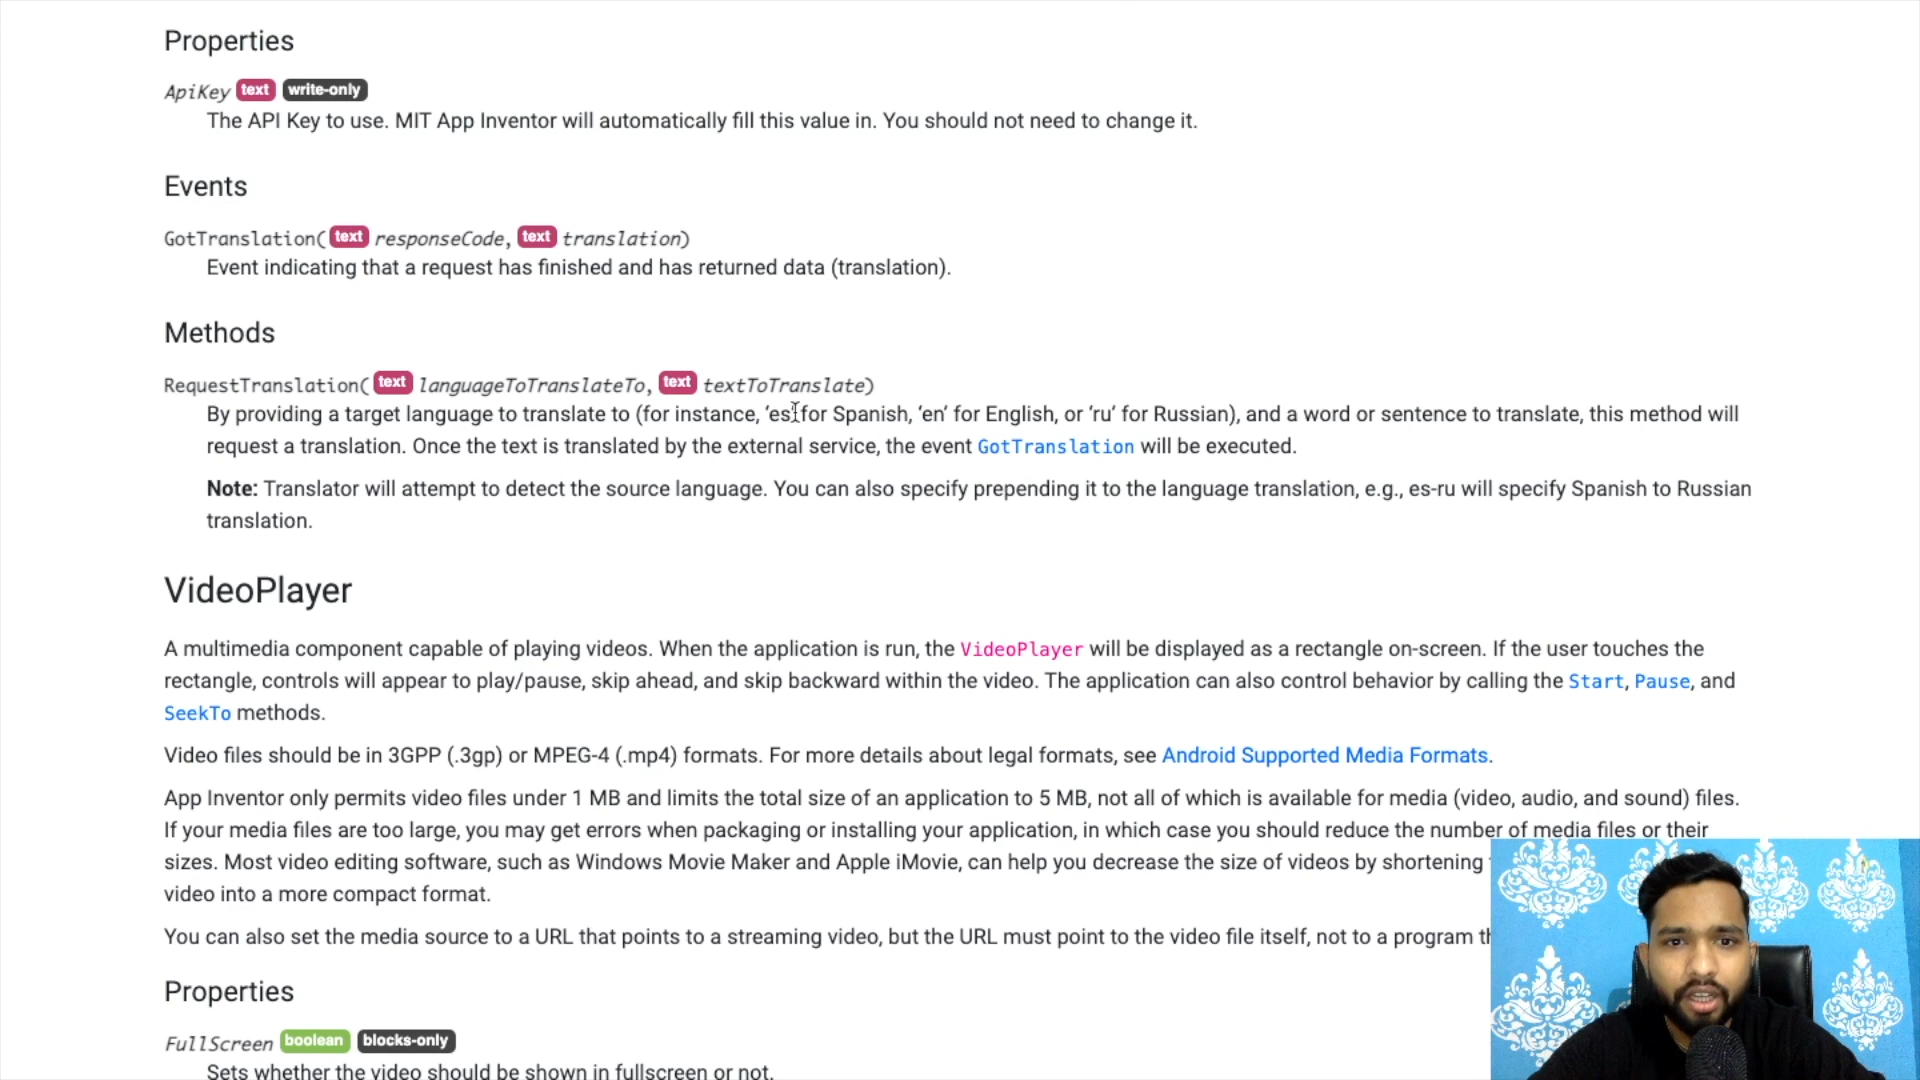 Properties
ApiKey text write-only
The API Key to use. MIT App Inventor will automatically fill this value in. You should not need to change it.
Events
GotTranslation( text responseCode, text translation)
Event indicating that a request has finished and has returned data (translation).
Methods
RequestTranslation( text languageToTranslateTo, text textToTranslate)
By providing a target language to translate to (for instance, ‘es’ for Spanish, ‘en’ for English, or ‘ru’ for Russian), and a word or sentence to translate, this method will
request a translation. Once the text is translated by the external service, the event GotTranslation will be executed.
Note: Translator will attempt to detect the source language. You can also specify prepending it to the language translation, e.g., es-ru will specify Spanish to Russian
translation.
VideoPlayer
A multimedia component capable of playing videos. When the application is run, the VideoPlayer will be displayed as a rectangle on-screen. If the user touches the
rectangle, controls will appear to play/pause, skip ahead, and skip backward within the video. The application can also control behavior by calling the Start, Pause, and
SeekTo methods.
Video files should be in 3GPP (.3gp) or MPEG-4 (.mp4) formats. For more details about legal formats, see Android Supported Media Formats.
App Inventor only permits video files under 1 MB and limits the total size of an application to 5 MB, not all of which is available for media (video, audio, and sound) files.
If your media files are too large, you may get errors when packaging or installing your application, in which case you should reduce the number of media files or their
sizes. Most video editing software, such as Windows Movie Maker and Apple iMovie, can help you decrease the size of videos by shortening
video into a more compact format.
You can also set the media source to a URL that points to a streaming video, but the URL must point to the video file itself, not to a program
Properties
FullScreen boolean blocks-only
Sets whether the video should be shown in fullscreen or not.